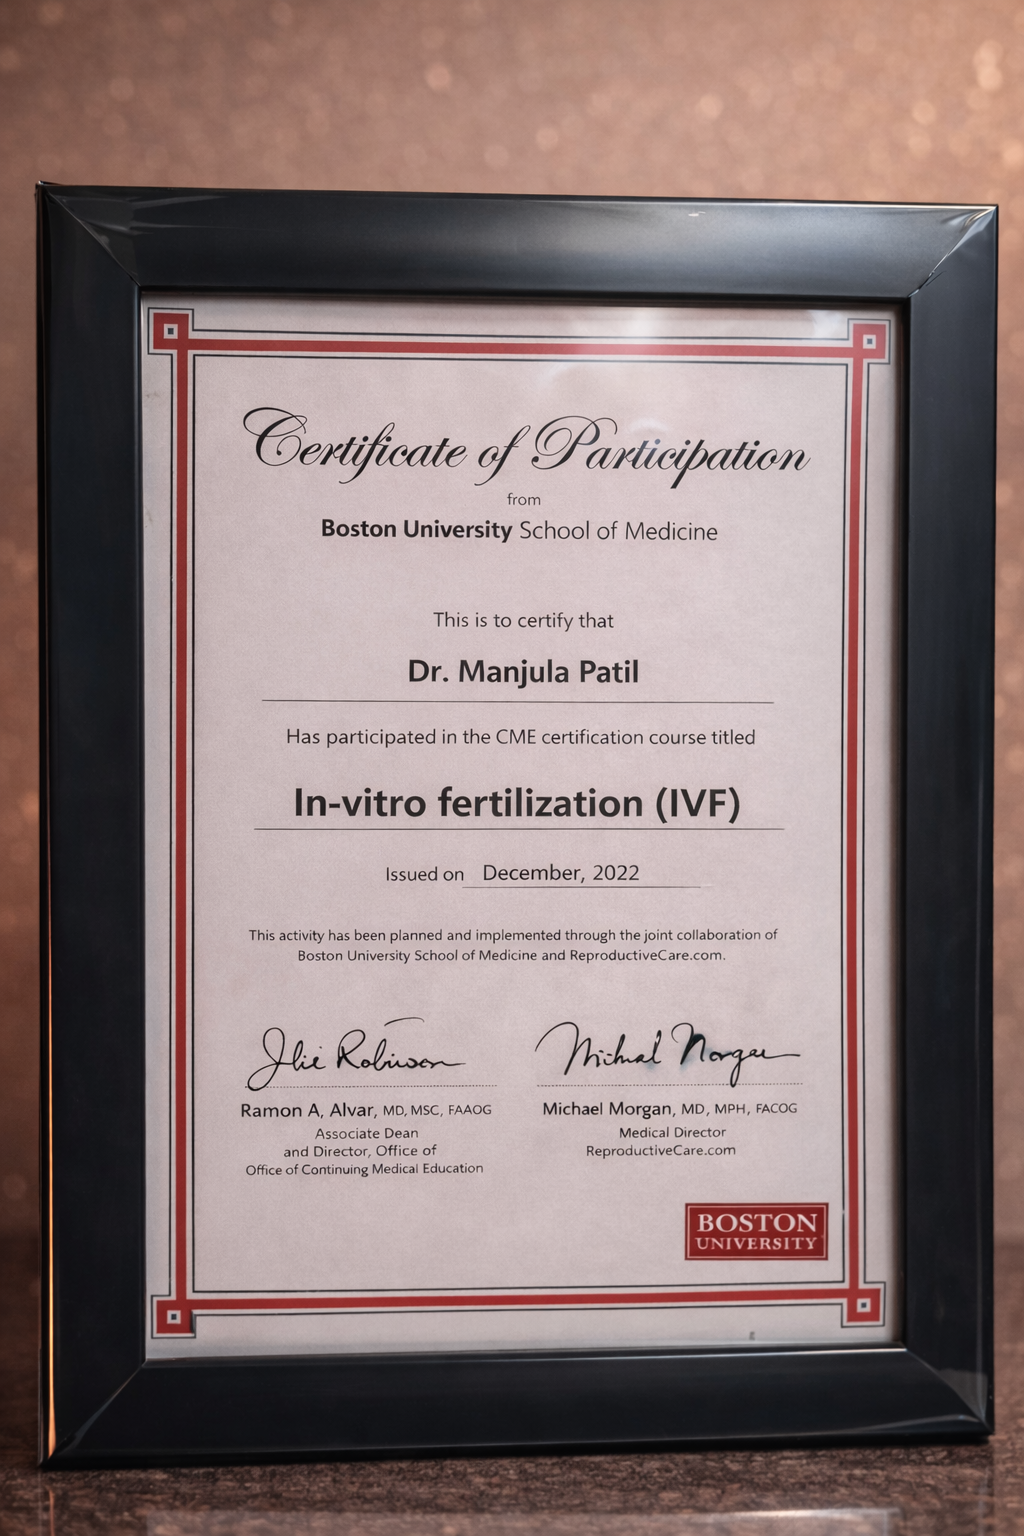 Certificate of Participation
from
Boston University School of Medicine
This is to certify that
Dr. Manjula Patil
Has participated in the CME certification course titled
In-vitro fertilization (IVF)
Issued on December, 2022
This activity has been planned and implemented through the joint collaboration of
Boston University School of Medicine and ReproductiveCare.com.
Jlie Robinson
Michael Morgan
Ramon A, Alvar, MD, MSC, FAAOG
Associate Dean
and Director, Office of
Office of Continuing Medical Education
Michael Morgan, MD, MPH, FACOG
Medical Director
ReproductiveCare.com
BOSTON
UNIVERSITY